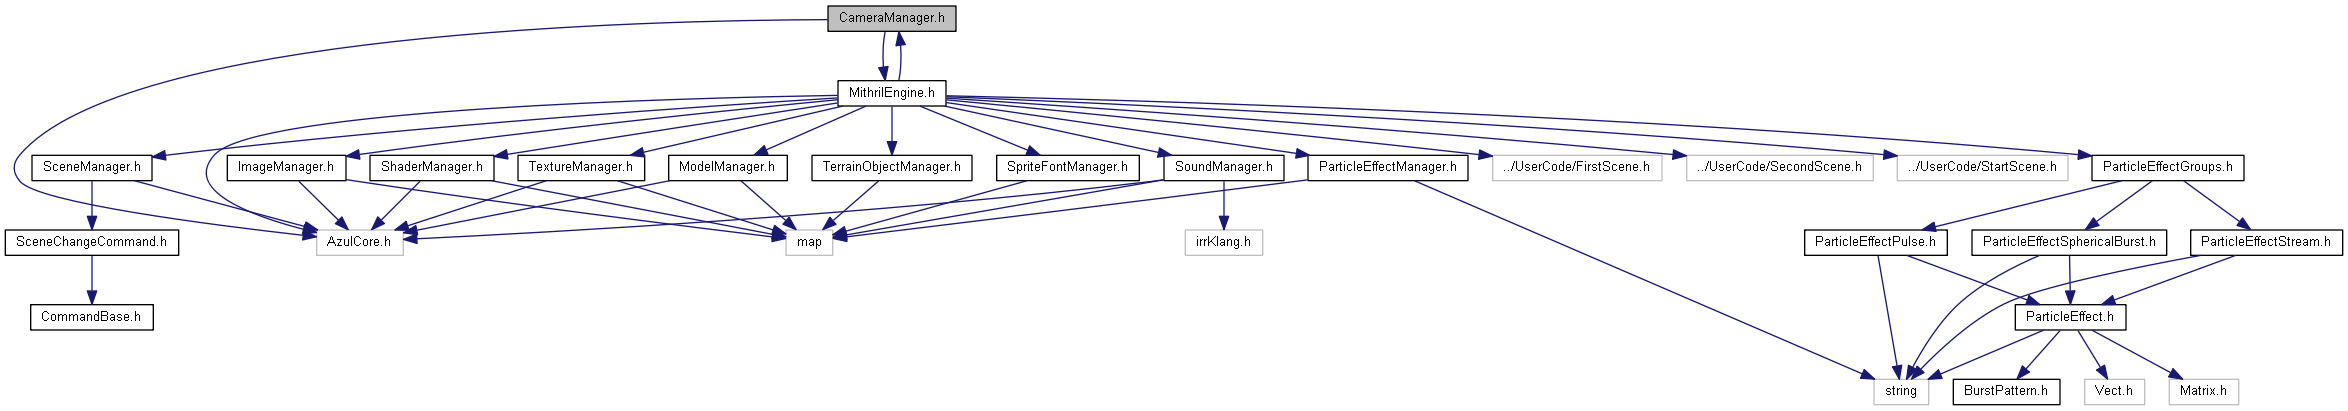 CameraManager.h
MithrilEngine.h
SceneManager.h
ImageManager.h
ShaderManager.h
TextureManager.h
ModelManager.h
TerrainObjectManager.h
SpriteFontManager.h
SoundManager.h
ParticleEffectManager.h
../UserCode/FirstScene.h
../UserCode/SecondScene.h
../UserCode/StartScene.h
ParticleEffectGroups.h
SceneChangeCommand.h
AzulCore.h
map
irrKlang.h
ParticleEffectPulse.h
ParticleEffectSphericalBurst.h
ParticleEffectStream.h
CommandBase.h
ParticleEffect.h
string
BurstPattern.h
Vect.h
Matrix.h